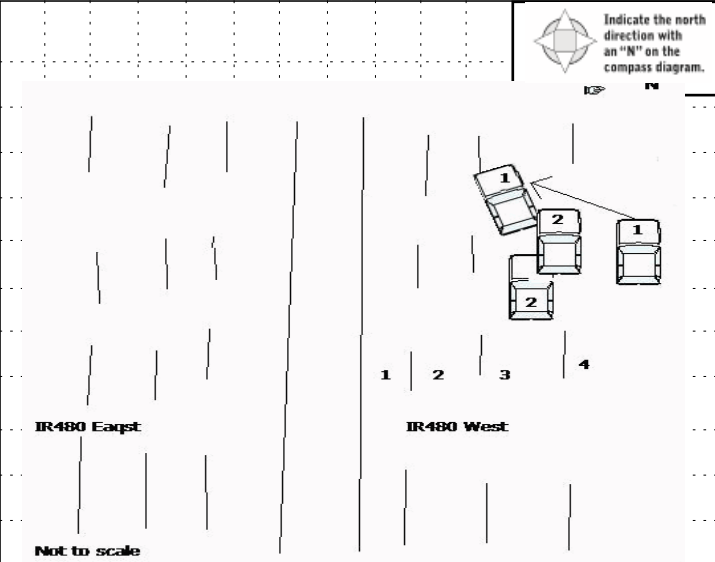 Indicate the north
direction with
an “N” on the
compass diagram.
N
1
2
1
2
1 2 3 4
IR480 Eaqst
IR480 West
Not to scale